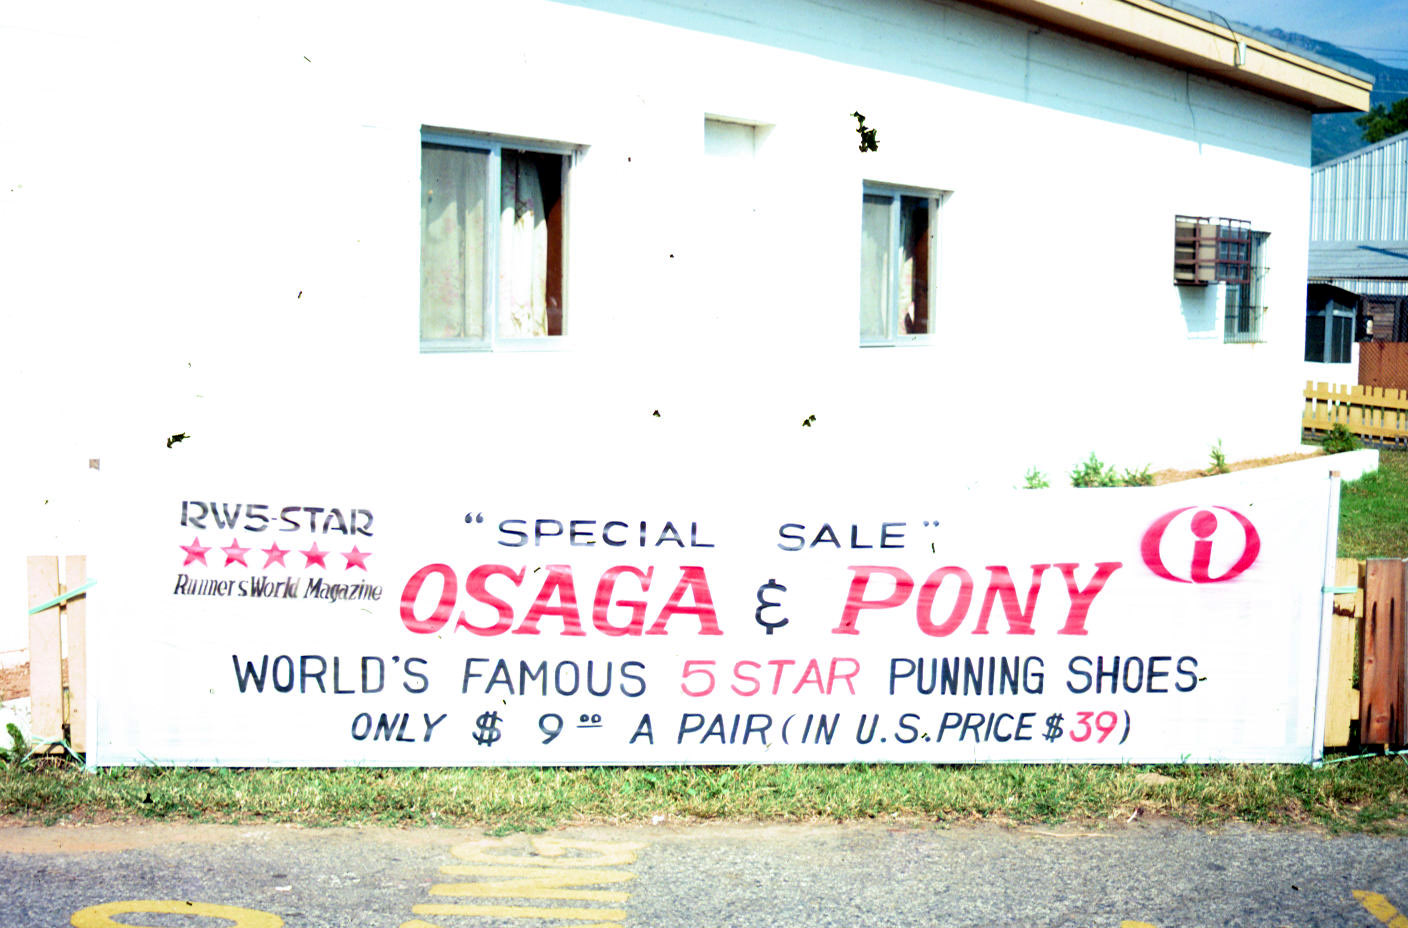 RW5-STAR
Runner's World Magazine
"SPECIAL SALE"
OSAGA & PONY
WORLD'S FAMOUS 5 STAR PUNNING SHOES
ONLY $ 9.00 A PAIR (IN U.S. PRICE $39)